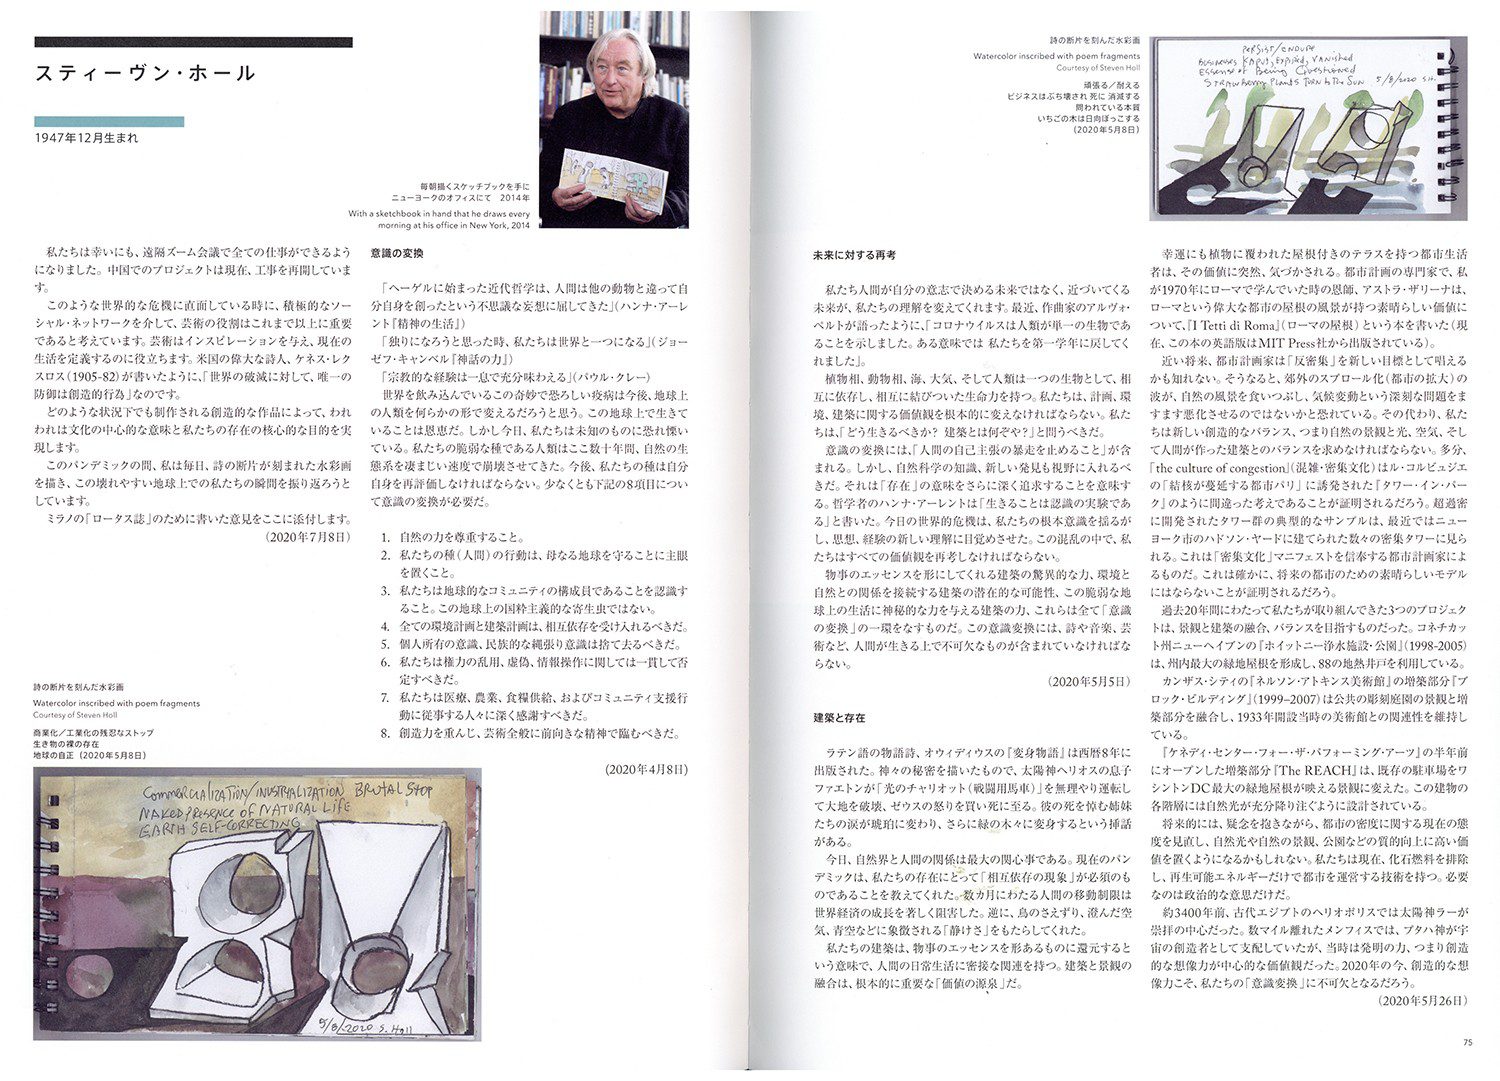 スティーヴン・ホール
1947年12月生まれ
毎朝描くスケッチブックを手に
ニューヨークのオフィスにて　2014年
With a sketchbook in hand that he draws every
morning at his office in New York, 2014
私たちは幸いにも、遠隔ズーム会議で全ての仕事ができるよう
になりました。中国でのプロジェクトは現在、工事を再開していま
す。
このような世界的な危機に直面している時に、積極的なソー
シャル・ネットワークを介して、芸術の役割はこれまで以上に重要
であると考えています。芸術はインスピレーションを与え、現在の
生活を定義するのに役立ちます。米国の偉大な詩人、ケネス・レク
スロス（1905-82）が書いたように、「世界の破滅に対して、唯一の
防御は創造的行為」なのです。
どのような状況下でも制作される創造的な作品によって、われ
われは文化の中心的な意味と私たちの存在の核心的な目的を実
現します。
このパンデミックの間、私は毎日、詩の断片が刻まれた水彩画
を描き、この壊れやすい地球上での私たちの瞬間を振り返ろうと
しています。
ミラノの「ロータス誌」のために書いた意見をここに添付します。
（2020年7月8日）
詩の断片を刻んだ水彩画
Watercolor inscribed with poem fragments
Courtesy of Steven Holl
商業化／工業化の残忍なストップ
生き物の裸の存在
地球の自正（2020年5月8日）
COMMERCIALIZATION/INUSTRIALIZATION BRUTAL STOP
NAKED PRESENCE OF NATURAL LIFE
EARTH SELF-CORRECTING
5/8/2020 S. Holl
意識の変換
「ヘーゲルに始まった近代哲学は、人間は他の動物と違って自
分自身を創ったという不思議な妄想に屈してきた」（ハンナ・アーレ
ント『精神の生活』）
「独りになろうと思った時、私たちは世界と一つになる」（ジョー
ゼフ・キャンベル『神話の力』）
「宗教的な経験は一息で充分味わえる」（パウル・クレー）
世界を飲み込んでいるこの奇妙で恐ろしい疫病は今後、地球上
の人類を何らかの形で変えるだろうと思う。この地球上で生きて
いることは恩恵だ。しかし今日、私たちは未知のものに恐れ慄い
ている。私たちの脆弱な種である人類はここ数十年間、自然の生
態系を凄まじい速度で崩壊させてきた。今後、私たちの種は自分
自身を再評価しなければならない。少なくとも下記の8項目につい
て意識の変換が必要だ。
1. 自然の力を尊重すること。
2. 私たちの種（人間）の行動は、母なる地球を守ることに主眼
を置くこと。
3. 私たちは地球的なコミュニティの構成員であることを認識す
ること。この地球上の国粋主義的な寄生虫ではない。
4. 全ての環境計画と建築計画は、相互依存を受け入れるべきだ。
5. 個人所有の意識、民族的な縄張り意識は捨て去るべきだ。
6. 私たちは権力の乱用、虚偽、情報操作に関しては一貫して否
定すべきだ。
7. 私たちは医療、農業、食糧供給、およびコミュニティ支援行
動に従事する人々に深く感謝すべきだ。
8. 創造力を重んじ、芸術全般に前向きな精神で臨むべきだ。
（2020年4月8日）
詩の断片を刻んだ水彩画
Watercolor inscribed with poem fragments
Courtesy of Steven Holl
頑張る／耐える
ビジネスはぶち壊され 死に 消滅する
問われている本質
いちごの木は日向ぼっこする
（2020年5月8日）
PERSIST/ENDURE
Businesses KAPUT, Expired, VANished
Essense of Being Questioned
STRAWberry Plants TURN to The SUN 5/8/2020 S.H.
未来に対する再考
私たち人間が自分の意志で決める未来ではなく、近づいてくる
未来が、私たちの理解を変えてくれます。最近、作曲家のアルヴォ・
ペルトが語ったように、「コロナウイルスは人類が単一の生物であ
ることを示しました。ある意味では 私たちを第一学年に戻してく
れました」。
植物相、動物相、海、大気、そして人類は一つの生物として、相
互に依存し、相互に結びついた生命力を持つ。私たちは、計画、環
境、建築に関する価値観を根本的に変えなければならない。私た
ちは、「どう生きるべきか？ 建築とは何ぞや？」と問うべきだ。
意識の変換には、「人間の自己主張の暴走を止めること」が含
まれる。しかし、自然科学の知識、新しい発見も視野に入れるべ
きだ。それは「存在」の意味をさらに深く追求することを意味す
る。哲学者のハンナ・アーレントは「生きることは認識の実験であ
る」と書いた。今日の世界的危機は、私たちの根本意識を揺るが
し、思想、経験の新しい理解に目覚めさせた。この混乱の中で、私
たちはすべての価値観を再考しなければならない。
物事のエッセンスを形にしてくれる建築の驚異的な力、環境と
自然との関係を接続する建築の潜在的な可能性、この脆弱な地
球上の生活に神秘的な力を与える建築の力、これらは全て「意識
の変換」の一環をなすものだ。この意識変換には、詩や音楽、芸
術など、人間が生きる上で不可欠なものが含まれていなければな
らない。
（2020年5月5日）
建築と存在
ラテン語の物語詩、オウィディウスの『変身物語』は西暦8年に
出版された。神々の秘密を描いたもので、太陽神ヘリオスの息子
ファエトンが「光のチャリオット（戦闘用馬車）」を無理やり運転し
て大地を破壊、ゼウスの怒りを買い死に至る。彼の死を悼む姉妹
たちの涙が琥珀に変わり、さらに緑の木々に変身するという挿話
がある。
今日、自然界と人間の関係は最大の関心事である。現在のパン
デミックは、私たちの存在にとって「相互依存の現象」が必須のも
のであることを教えてくれた。数カ月にわたる人間の移動制限は
世界経済の成長を著しく阻害した。逆に、鳥のさえずり、澄んだ空
気、青空などに象徴される「静けさ」をもたらしてくれた。
私たちの建築は、物事のエッセンスを形あるものに還元すると
いう意味で、人間の日常生活に密接な関連を持つ。建築と景観の
融合は、根本的に重要な「価値の源泉」だ。
幸運にも植物に覆われた屋根付きのテラスを持つ都市生活
者は、その価値に突然、気づかされる。都市計画の専門家で、私
が1970年にローマで学んでいた時の恩師、アストラ・ザリーナは、
ローマという偉大な都市の屋根の風景が持つ素晴らしい価値に
ついて、『I Tetti di Roma』（ローマの屋根）という本を書いた（現
在、この本の英語版はMIT Press社から出版されている）。
近い将来、都市計画家は「反密集」を新しい目標として唱える
かも知れない。そうなると、郊外のスプロール化（都市の拡大）の
波が、自然の風景を食いつぶし、気候変動という深刻な問題をま
すます悪化させるのではないかと恐れている。その代わり、私た
ちは新しい創造的なバランス、つまり自然の景観と光、空気、そし
て人間が作った建築とのバランスを求めなければならない。多分、
「the culture of congestion」（混雑・密集文化）はル・コルビュジエ
の「結核が蔓延する都市パリ」に誘発された『タワー・イン・パー
ク』のように間違った考えであることが証明されるだろう。超過密
に開発されたタワー群の典型的なサンプルは、最近ではニュー
ヨーク市のハドソン・ヤードに建てられた数々の密集タワーに見ら
れる。これは「密集文化」マニフェストを信奉する都市計画家によ
るものだ。これは確かに、将来の都市のための素晴らしいモデル
にはならないことが証明されるだろう。
過去20年間にわたって私たちが取り組んできた3つのプロジェク
トは、景観と建築の融合、バランスを目指すものだった。コネチカッ
ト州ニューヘイブンの『ホイットニー浄水施設・公園』（1998-2005）
は、州内最大の緑地屋根を形成し、88の地熱井戸を利用している。
カンザス・シティの『ネルソン・アトキンス美術館』の増築部分『ブ
ロック・ビルディング』（1999–2007）は公共の彫刻庭園の景観と増
築部分を融合し、1933年開設当時の美術館との関連性を維持し
ている。
『ケネディ・センター・フォー・ザ・パフォーミング・アーツ』の半年前
にオープンした増築部分『The REACH』は、既存の駐車場をワ
シントンDC最大の緑地屋根が映える景観に変えた。この建物の
各階層には自然光が充分降り注ぐように設計されている。
将来的には、疑念を抱きながら、都市の密度に関する現在の態
度を見直し、自然光や自然の景観、公園などの質的向上に高い価
値を置くようになるかもしれない。私たちは現在、化石燃料を排除
し、再生可能エネルギーだけで都市を運営する技術を持つ。必要
なのは政治的な意思だけだ。
約3400年前、古代エジプトのヘリオポリスでは太陽神ラーが
崇拝の中心だった。数マイル離れたメンフィスでは、プタハ神が宇
宙の創造者として支配していたが、当時は発明の力、つまり創造
的な想像力が中心的な価値観だった。2020年の今、創造的な想
像力こそ、私たちの「意識変換」に不可欠となるだろう。
（2020年5月26日）
75